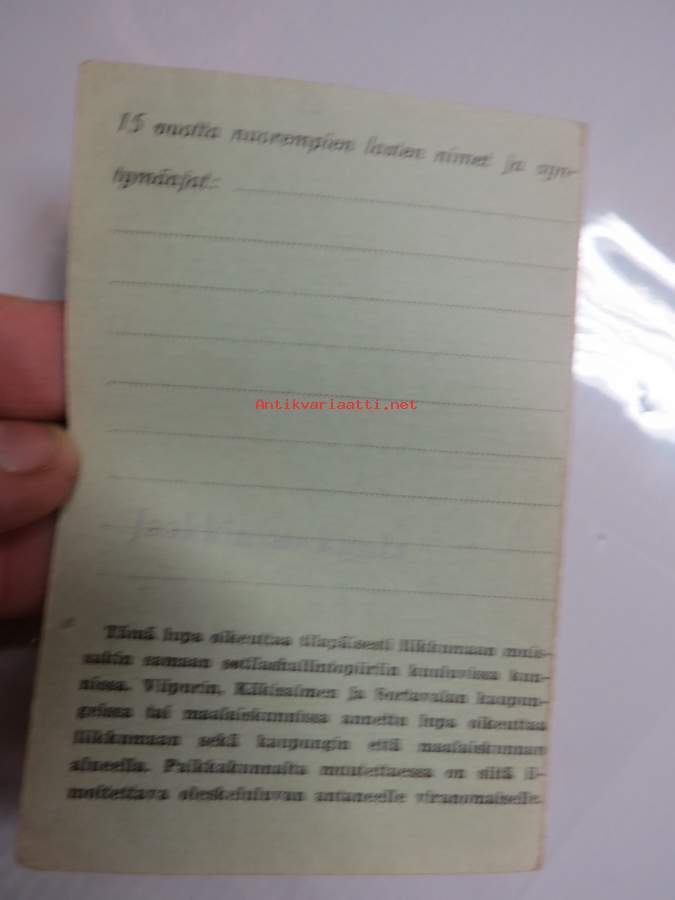 15 vuotta nuorempien lasten nimet ja syn-
tymäajat:
Antikvariaatti.net
Tämä lupa oikeuttaa tilapäisesti liikkumaan muis-
sakin samaan sotilashallintopiiriin kuuluvissa kun-
nissa. Viipurin, Käkisalmen ja Sortavalan kaupun-
geissa tai maalaiskunnissa annettu lupa oikeuttaa
liikkumaan sekä kaupungin että maalaiskunnan
alueella. Paikkakunnalta muutettaessa on siitä il-
moitettava oleskeluluvan antaneelle viranomaiselle.